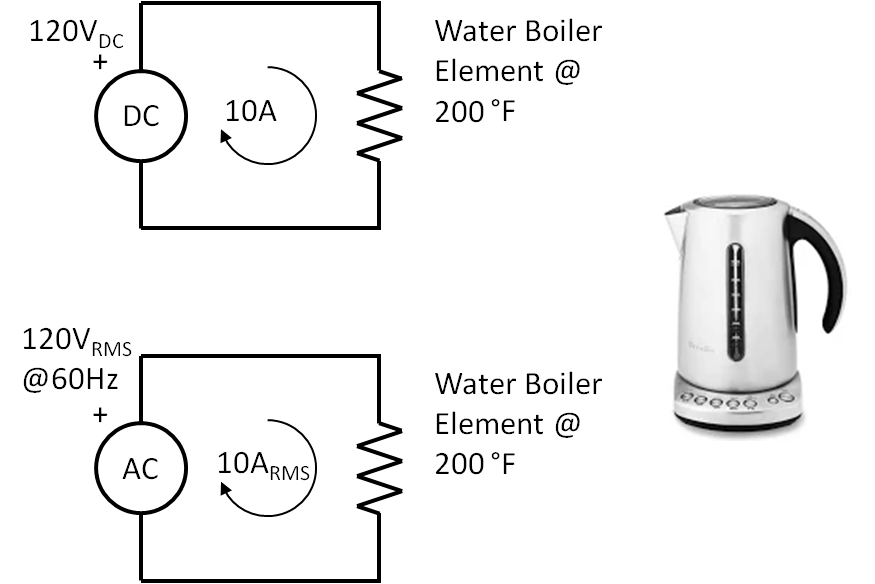 120V_DC
+
DC
10A
Water Boiler
Element @
200 °F
120V_RMS
@60Hz
+
AC
10A_RMS
Water Boiler
Element @
200 °F